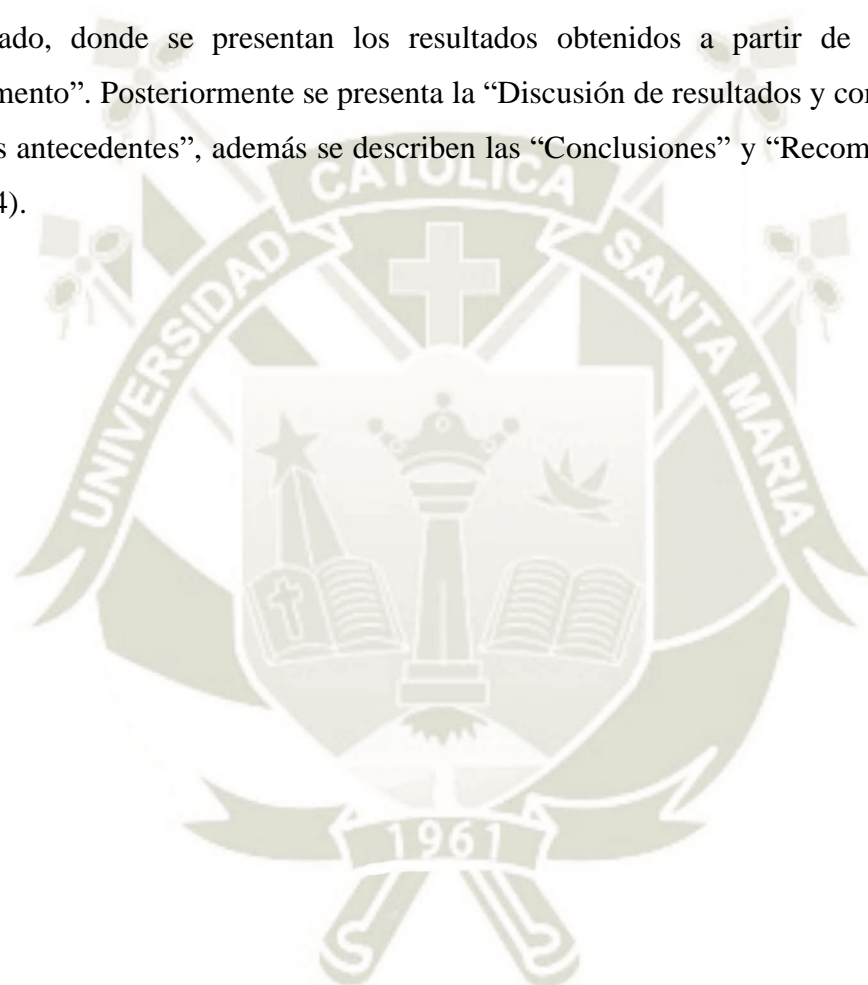 ado, donde se presentan los resultados obtenidos a partir de
mento”. Posteriormente se presenta la “Discusión de resultados y con
s antecedentes”, además se describen las “Conclusiones” y “Recom
4).
CATOLICA
UNIVERSIDAD
SANTA MARIA
1961